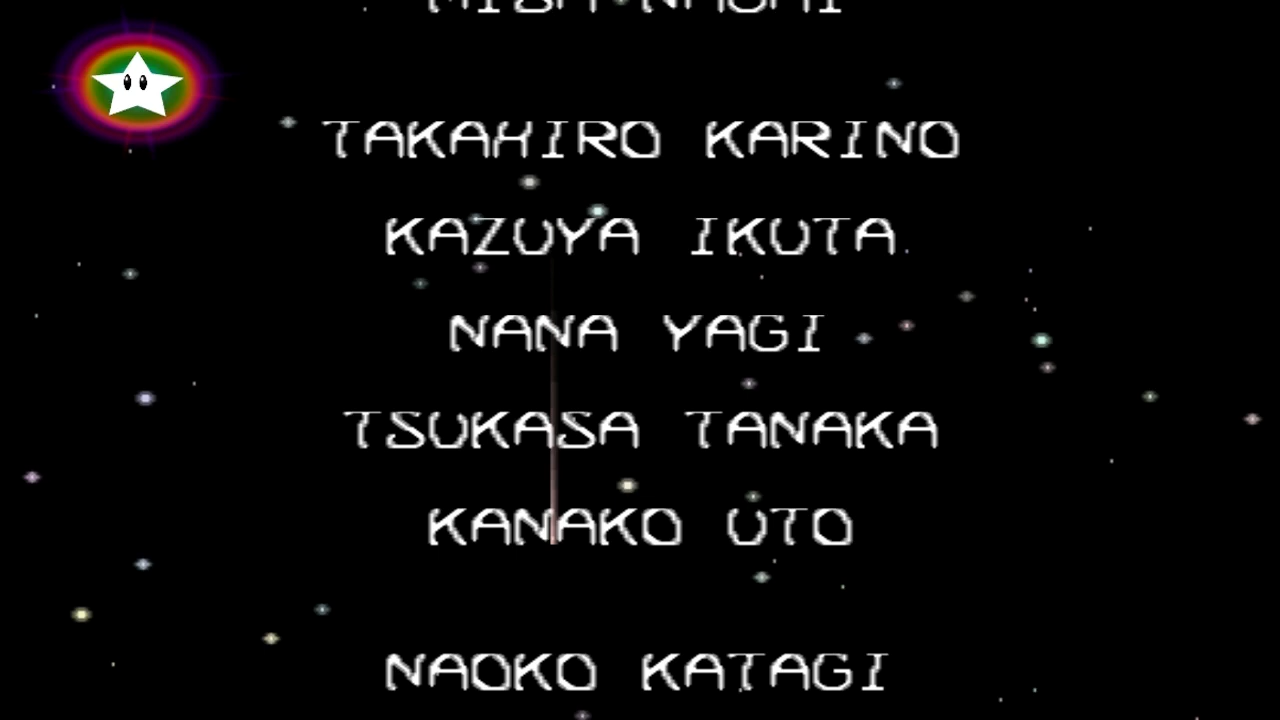 TAKAHIRO KARINO
KAZUYA IKUTA
NANA YAGI
TSUKASA TANAKA
KANAKO UTO
NAOKO KATAGI